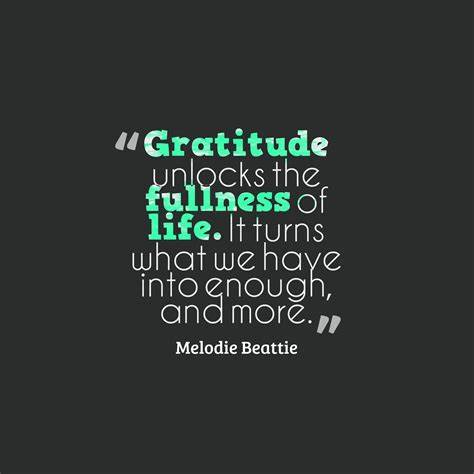 “ Gratitude
unlocks the
fullness of
life. It turns
what we have
into enough,
and more. ”
Melodie Beattie